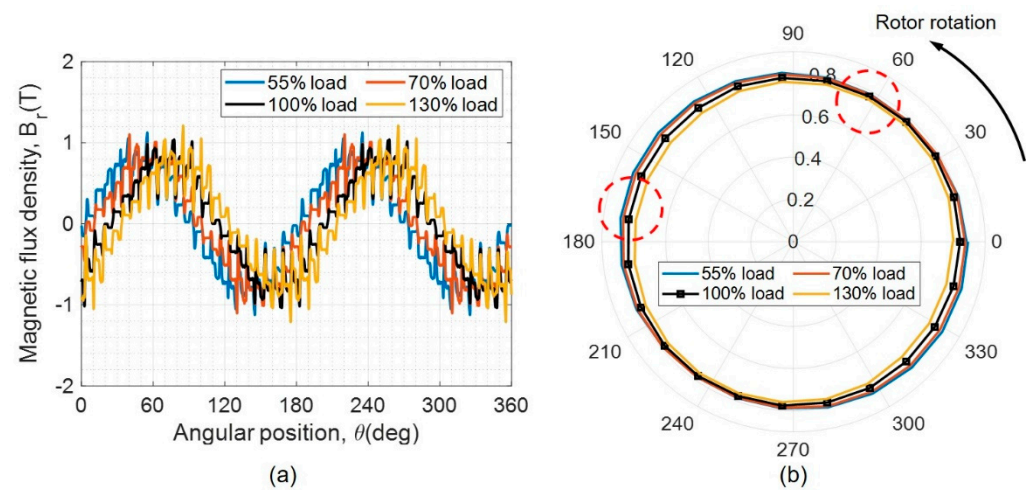 2
1
0
-1
-2
Magnetic flux density, B_r(T)
55% load 70% load
100% load 130% load
0 60 120 180 240 300 360
Angular position, θ(deg)
(a)
Rotor rotation
90
120 60
0.8
0.6
150 30
0.4
0.2
180 0 0
55% load 70% load
100% load 130% load
210 330
240 300
270
(b)